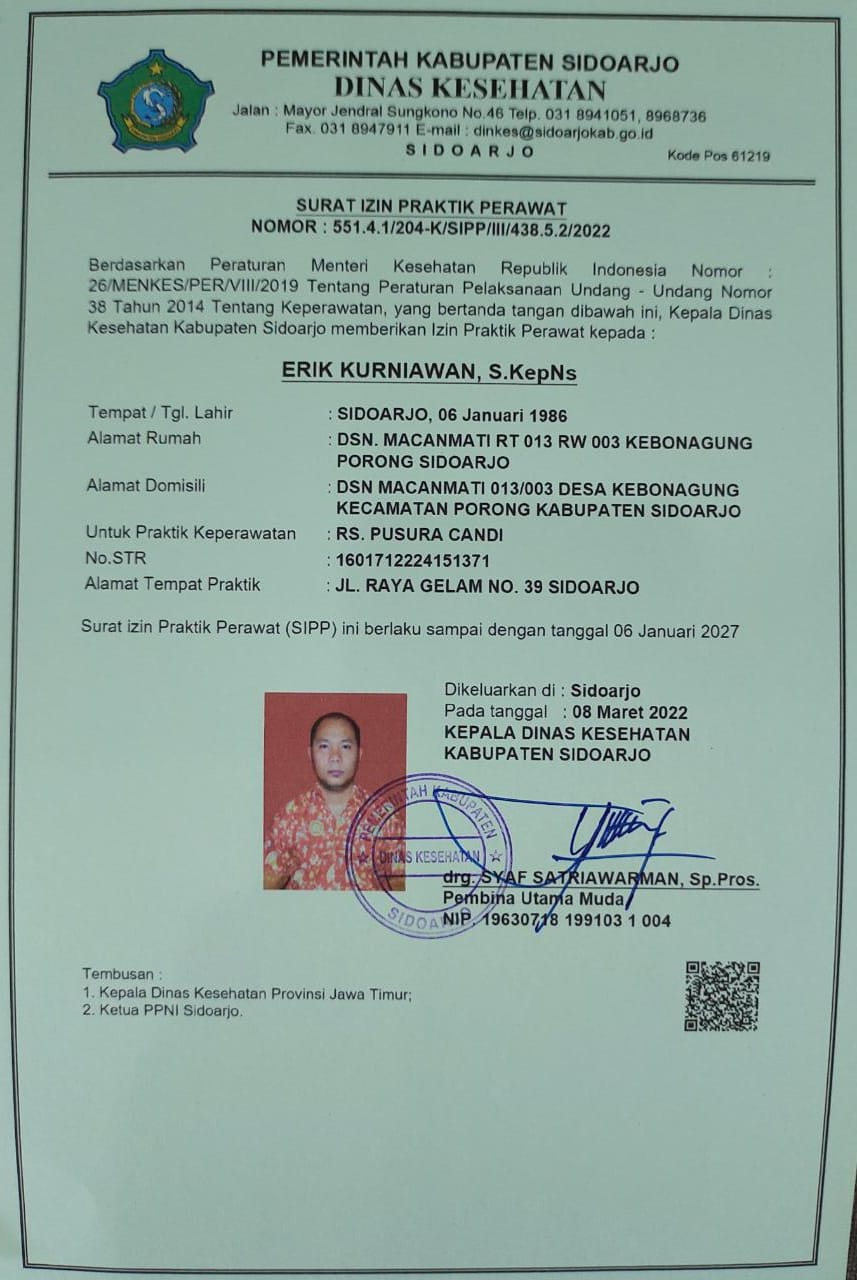 PEMERINTAH KABUPATEN SIDOARJO
DINAS KESEHATAN
Jalan : Mayor Jendral Sungkono No.46 Telp. 031 8941051, 8968736
Fax. 031 8947911 E-mail : dinkes@sidoarjokab.go.id
SIDOARJO
Kode Pos 61219
SURAT IZIN PRAKTIK PERAWAT
NOMOR : 551.4.1/204-K/SIPP/III/438.5.2/2022
Berdasarkan Peraturan Menteri Kesehatan Republik Indonesia Nomor :
26/MENKES/PER/VIII/2019 Tentang Peraturan Pelaksanaan Undang - Undang Nomor
38 Tahun 2014 Tentang Keperawatan, yang bertanda tangan dibawah ini, Kepala Dinas
Kesehatan Kabupaten Sidoarjo memberikan Izin Praktik Perawat kepada :
ERIK KURNIAWAN, S.KepNs
Tempat / Tgl. Lahir : SIDOARJO, 06 Januari 1986
Alamat Rumah : DSN. MACANMATI RT 013 RW 003 KEBONAGUNG
PORONG SIDOARJO
Alamat Domisili : DSN MACANMATI 013/003 DESA KEBONAGUNG
KECAMATAN PORONG KABUPATEN SIDOARJO
Untuk Praktik Keperawatan : RS. PUSURA CANDI
No.STR : 1601712224151371
Alamat Tempat Praktik : JL. RAYA GELAM NO. 39 SIDOARJO
Surat izin Praktik Perawat (SIPP) ini berlaku sampai dengan tanggal 06 Januari 2027
Dikeluarkan di : Sidoarjo
Pada tanggal : 08 Maret 2022
KEPALA DINAS KESEHATAN
KABUPATEN SIDOARJO
PEMERINTAH KABUPATEN
DINAS KESEHATAN
SIDOARJO
drg. SYAF SATRIAWARMAN, Sp.Pros.
Pembina Utama Muda
NIP. 19630718 199103 1 004
Tembusan :
1. Kepala Dinas Kesehatan Provinsi Jawa Timur;
2. Ketua PPNI Sidoarjo.